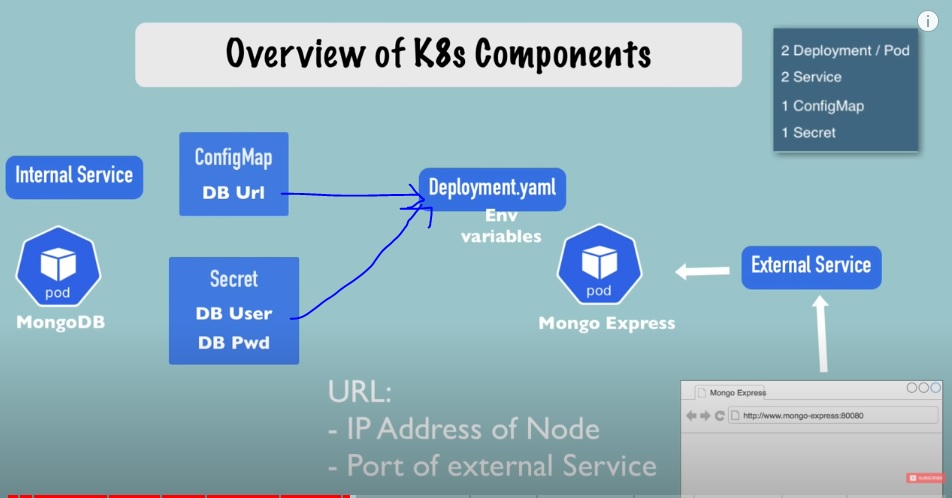 Overview of K8s Components
2 Deployment / Pod
2 Service
1 ConfigMap
1 Secret
Internal Service
pod
MongoDB
ConfigMap
DB Url
Secret
DB User
DB Pwd
Deployment.yaml
Env
variables
pod
Mongo Express
External Service
URL:
- IP Address of Node
- Port of external Service
Mongo Express
http://www.mongo-express:80080
SUBSCRIBE